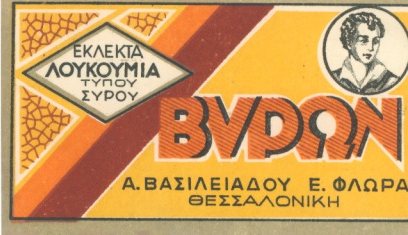 ΕΚΛΕΚΤΑ
ΛΟΥΚΟΥΜΙΑ
ΤΥΠΟΥ
ΣΥΡΟΥ
ΒΥΡΩΝ
Α. ΒΑΣΙΛΕΙΑΔΟΥ Ε. ΦΛΩΡΑ
ΘΕΣΣΑΛΟΝΙΚΗ